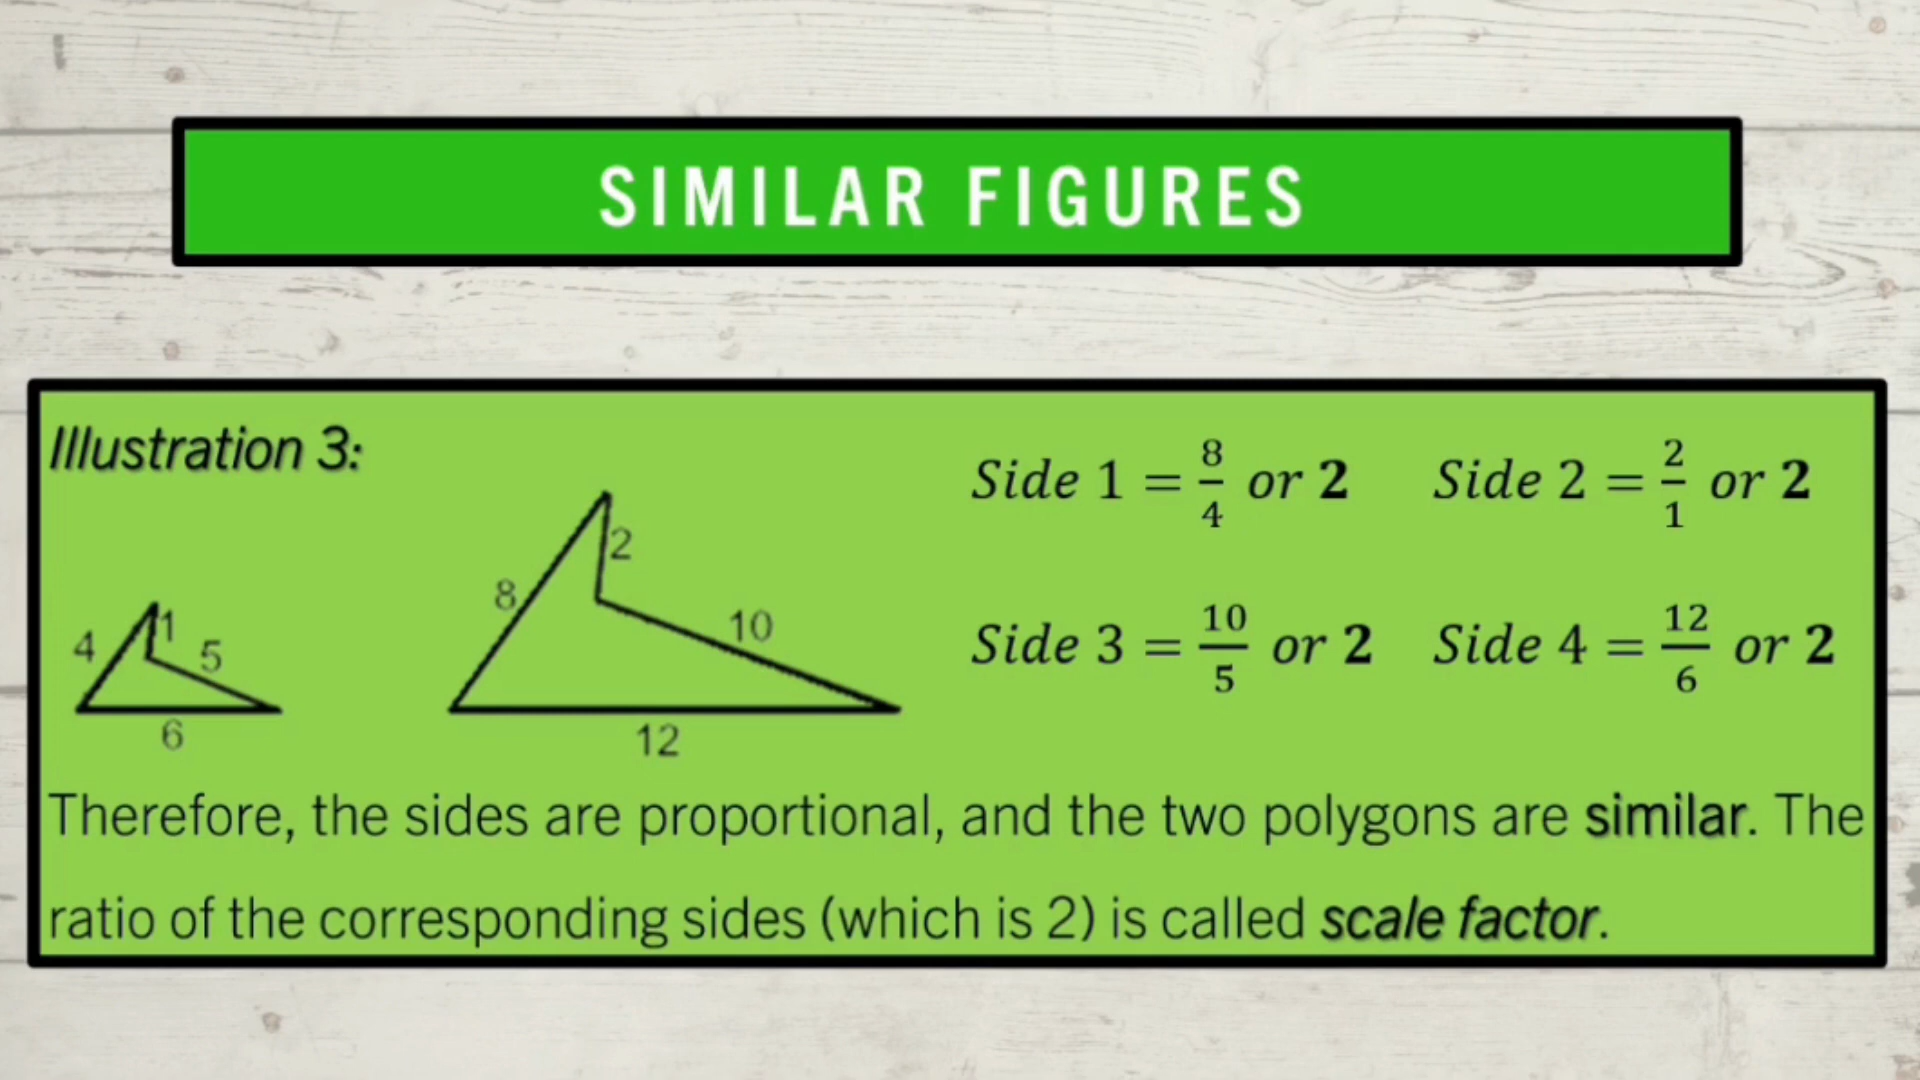 SIMILAR FIGURES
Illustration 3:
4
1
5
6
8
2
10
12
Side 1 = 8/4 or 2
Side 2 = 2/1 or 2
Side 3 = 10/5 or 2
Side 4 = 12/6 or 2
Therefore, the sides are proportional, and the two polygons are similar. The
ratio of the corresponding sides (which is 2) is called scale factor.